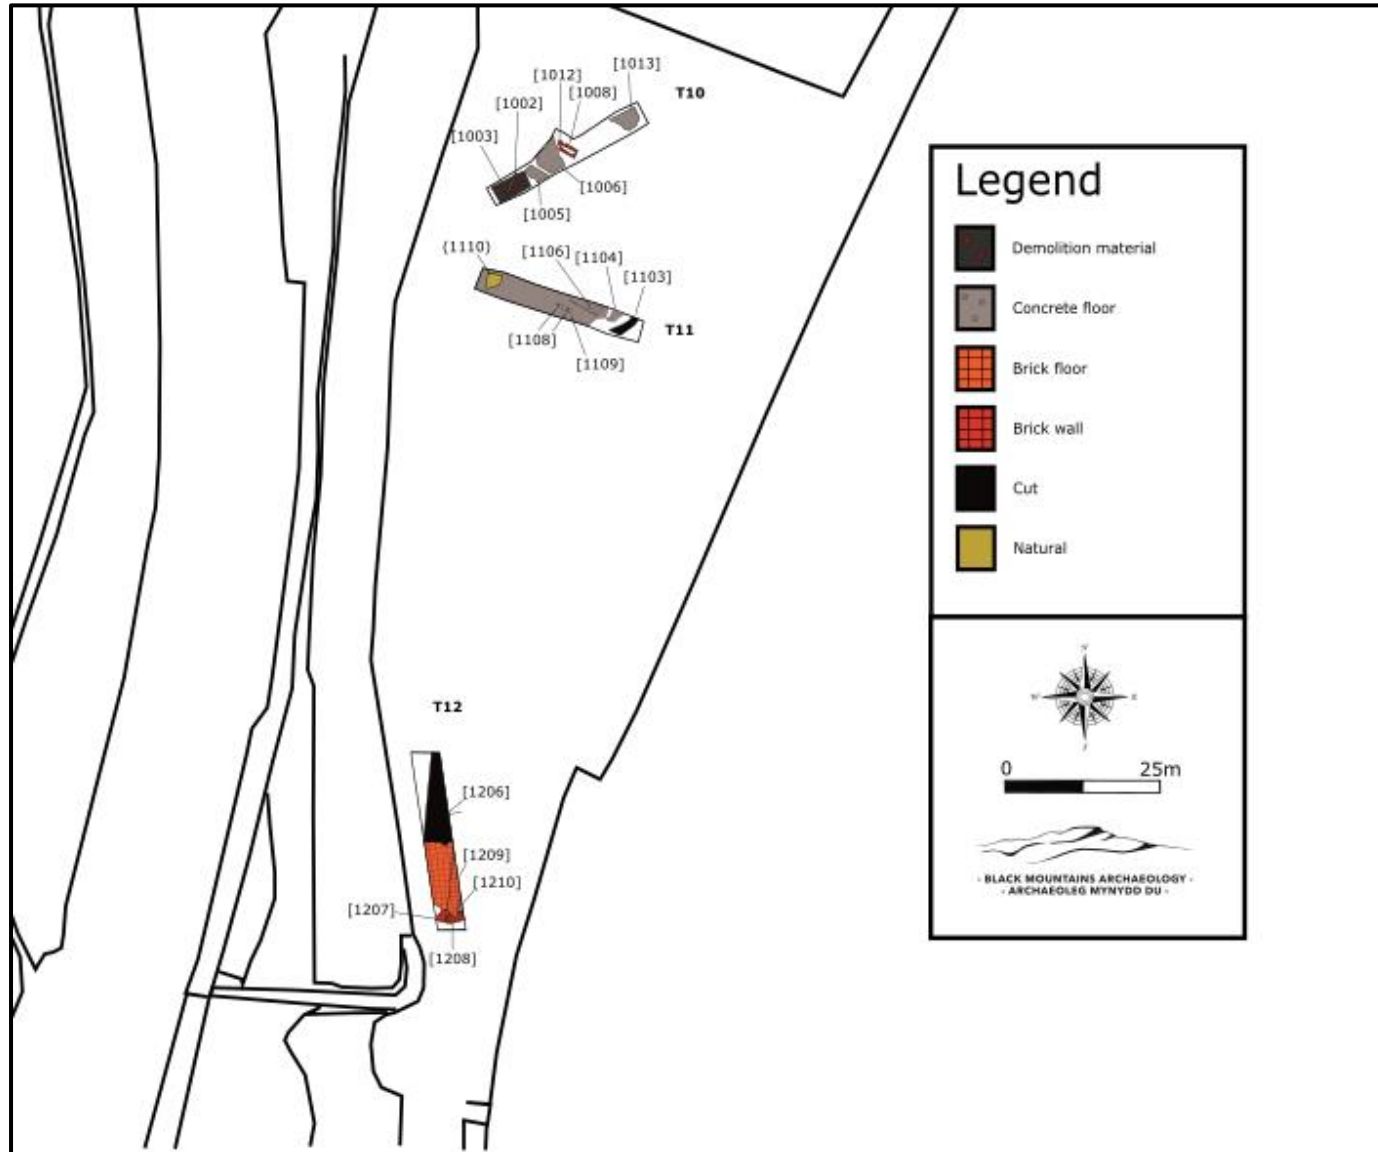 [1013]
[1012]
[1008]
T10
[1002]
[1003]
[1006]
[1005]
{1110}
[1106]
[1104]
[1103]
T11
[1108]
[1109]
T12
[1206]
[1209]
[1210]
[1207]
[1208]
Legend
Demolition material
Concrete floor
Brick floor
Brick wall
Cut
Natural
N
W
E
0 25m
- BLACK MOUNTAINS ARCHAEOLOGY -
- ARCHAEOLEG MYNYDD DU -